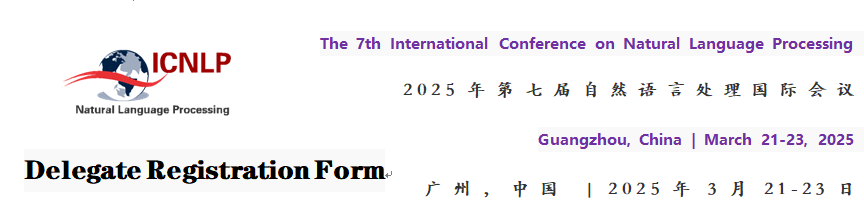 The 7th International Conference on Natural Language Processing
ICNLP
Natural Language Processing
2025年第七届自然语言处理国际会议
Guangzhou, China | March 21-23, 2025
Delegate Registration Form
广州，中国 | 2025年3月21-23日